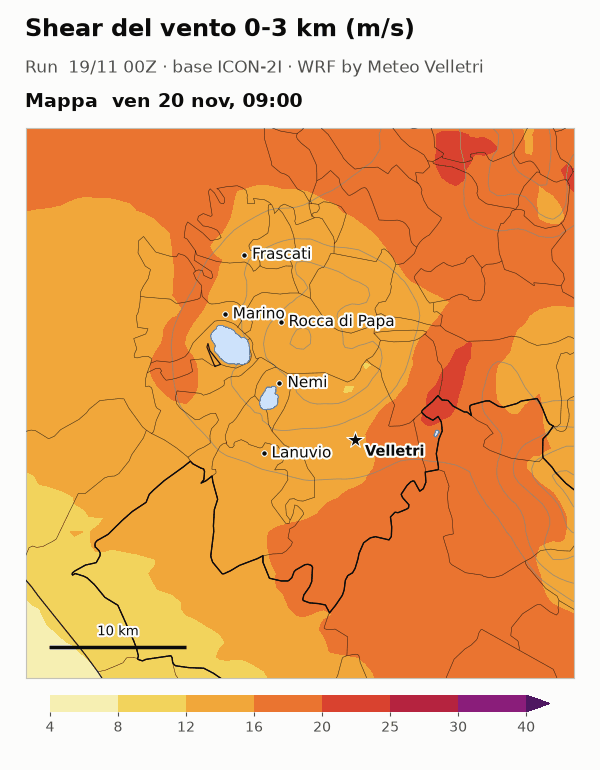 Shear del vento 0-3 km (m/s)
Run  19/11 00Z · base ICON-2I · WRF by Meteo Velletri
Mappa  ven 20 nov, 09:00
Frascati
Marino
Rocca di Papa
Nemi
Velletri
Lanuvio
10 km
4 8 12 16 20 25 30 40